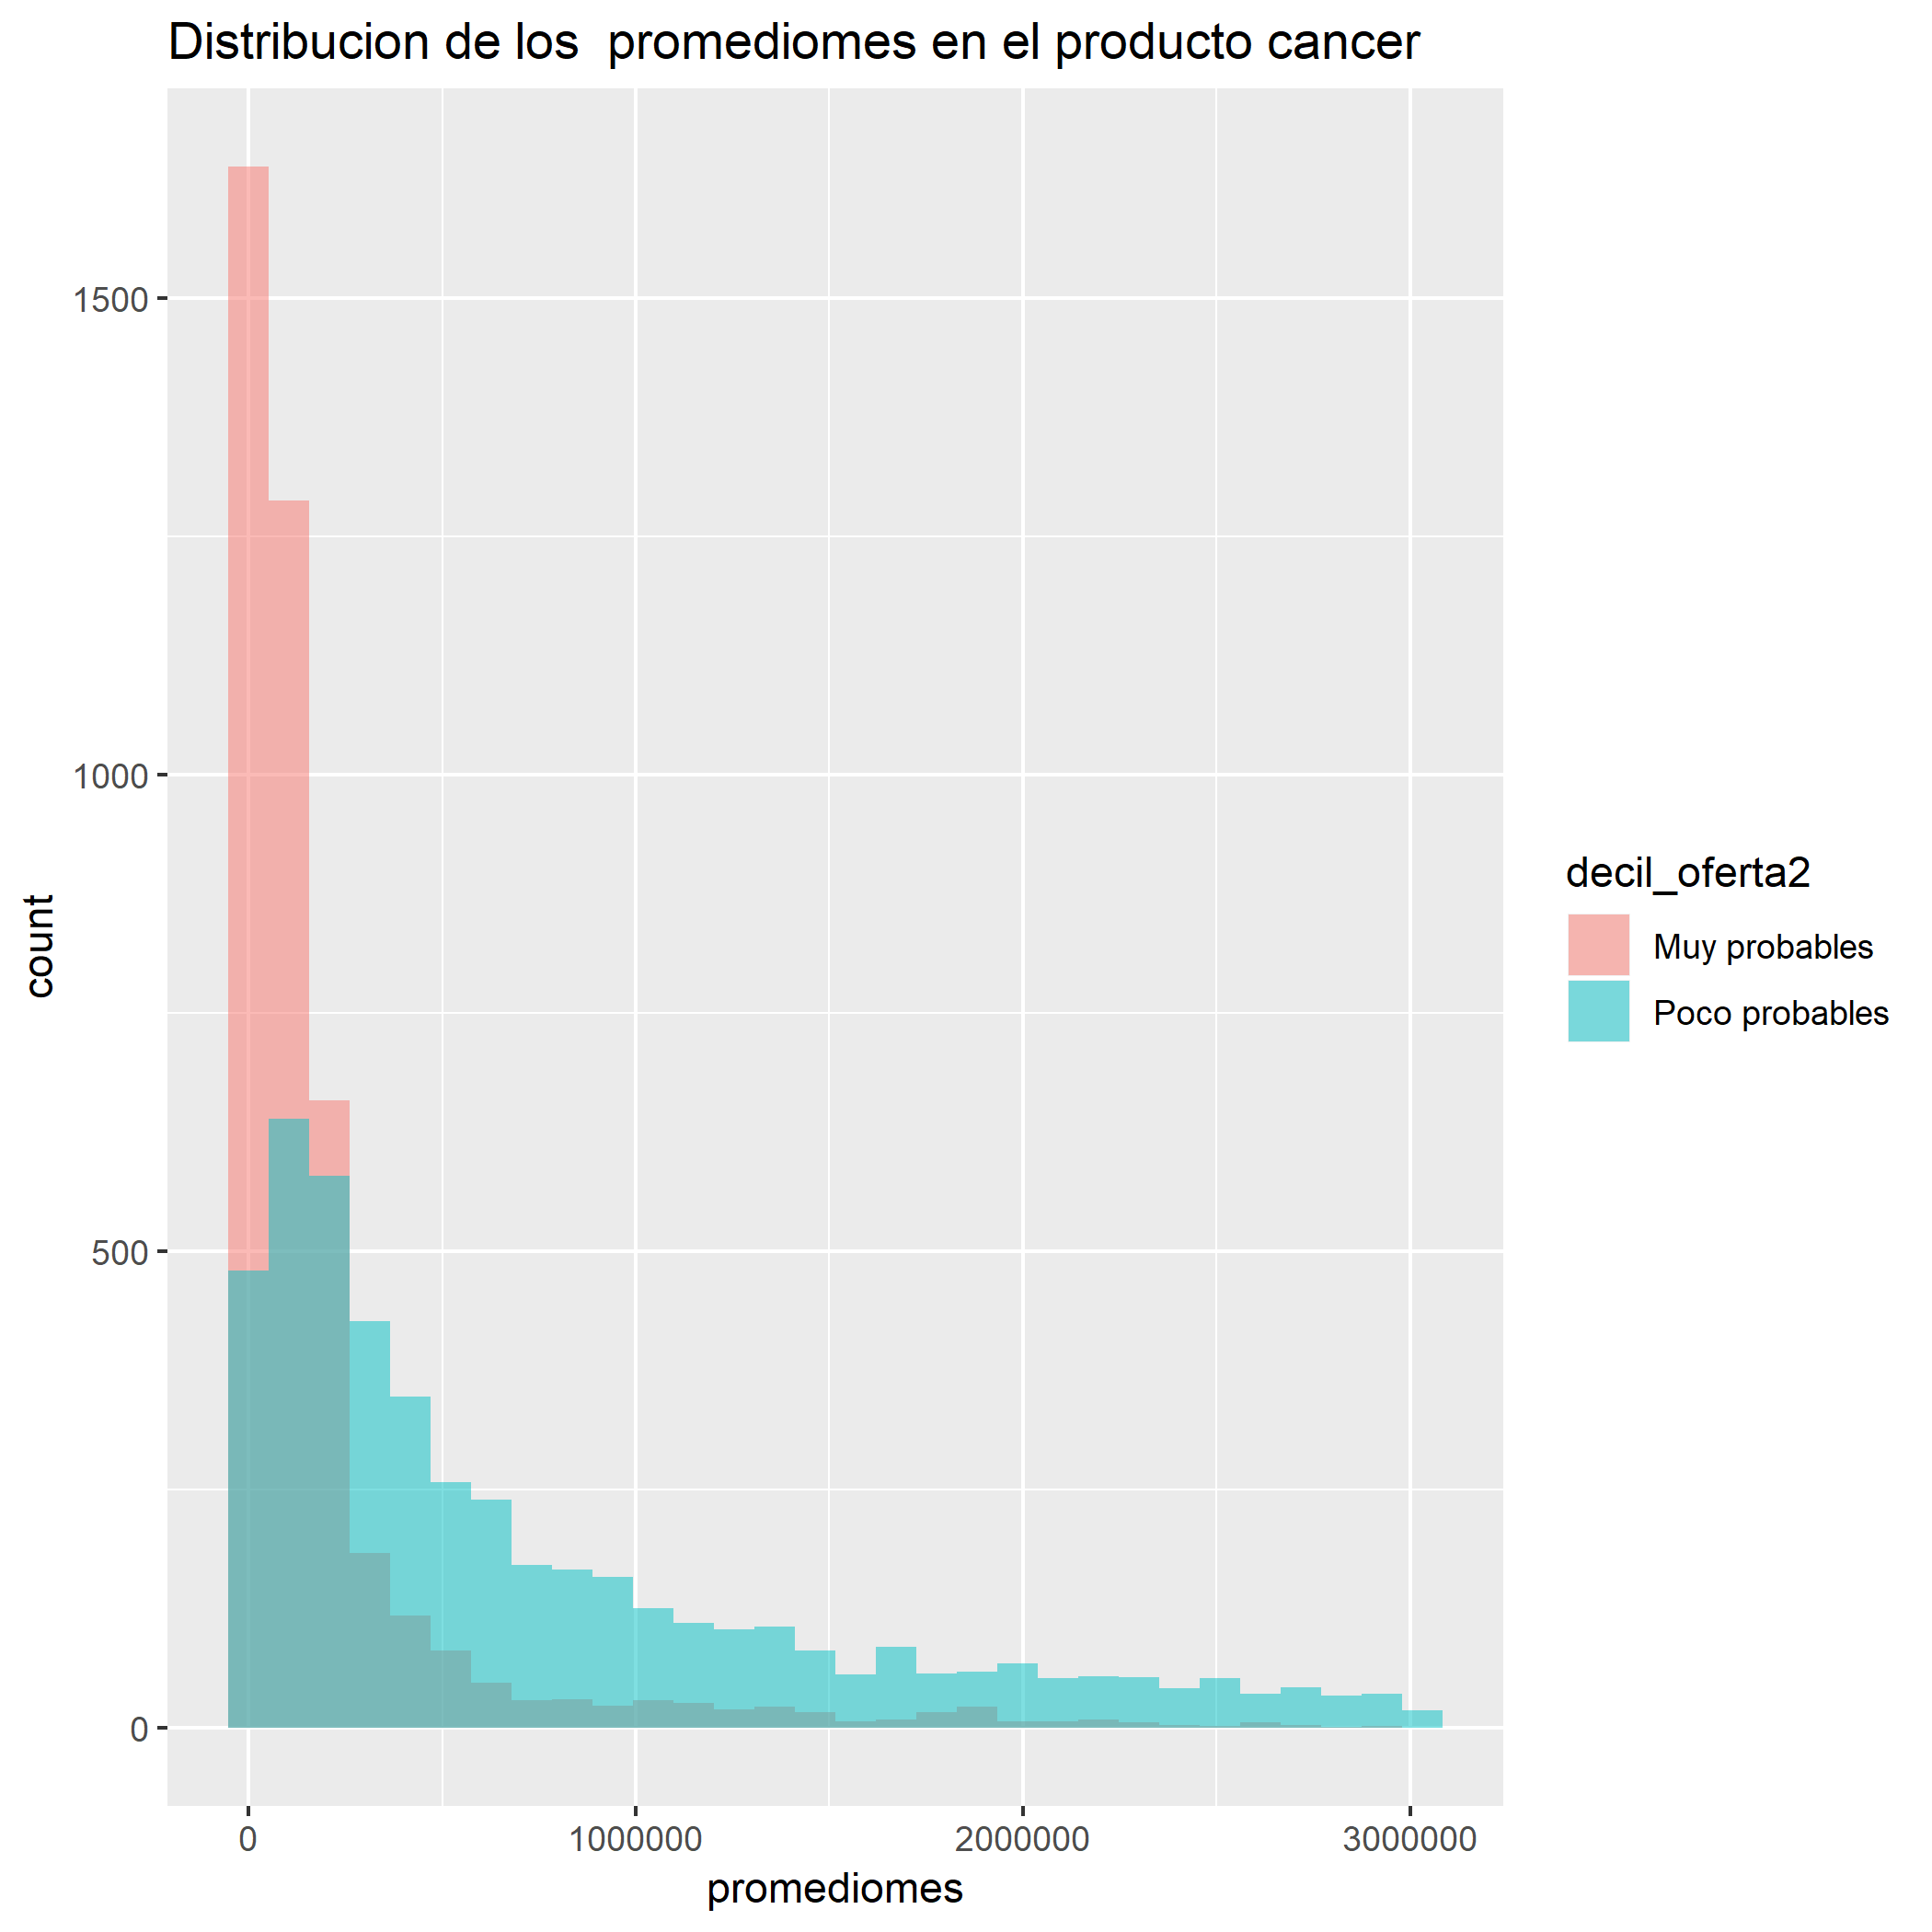 Distribucion de los  promediomes en el producto cancer
count
1500
1000
500
0
0
1000000
2000000
3000000
promediomes
decil_oferta2
Muy probables
Poco probables